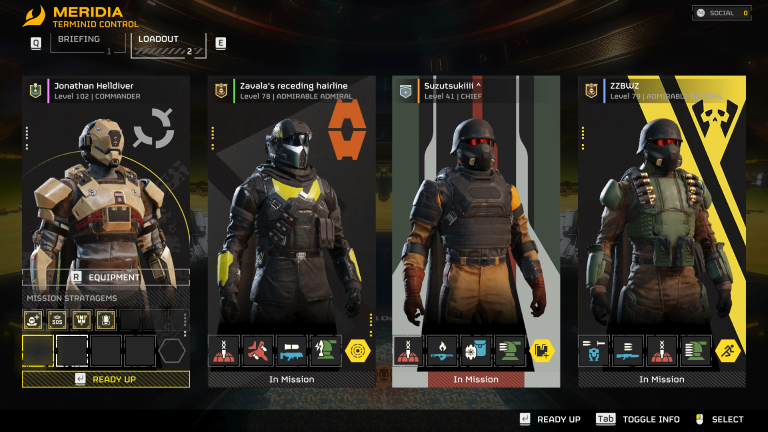 MERIDIA
TERMINID CONTROL
SOCIAL 0
Q BRIEFING 1 LOADOUT 2 E
Jonathan Helldiver
Level 102 | COMMANDER
Zavala's receding hairline
Level 78 | ADMIRABLE ADMIRAL
Suzutsukiiii ^
Level 41 | CHIEF
ZZBWZ
Level 79 | ADMIRABLE ADMIRAL
R EQUIPMENT
MISSION STRATAGEMS
SOS
READY UP
In Mission
In Mission
In Mission
READY UP Tab TOGGLE INFO SELECT